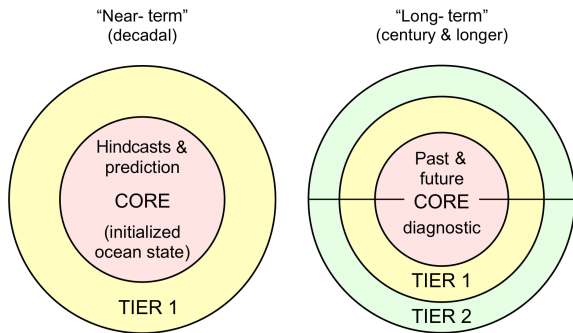 “Near- term”
(decadal)
Hindcasts &
prediction
CORE
(initialized
ocean state)
TIER 1
“Long- term”
(century & longer)
Past &
future
CORE
diagnostic
TIER 1
TIER 2